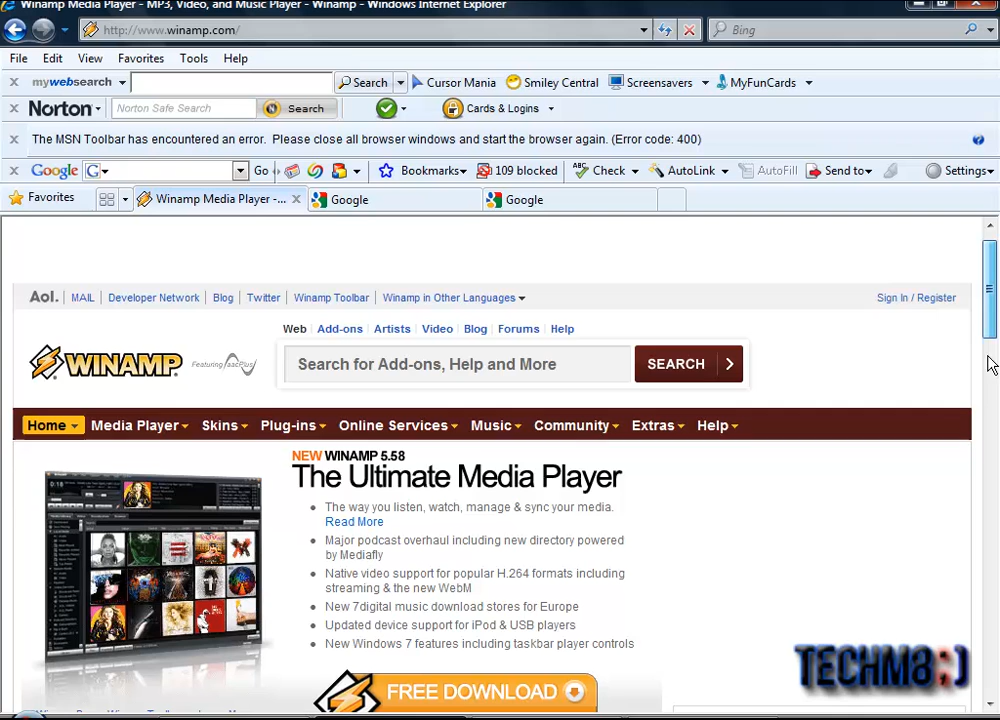 Winamp Media Player - MP3, Video, and Music Player - Winamp - Windows Internet Explorer
http://www.winamp.com/
Bing
File Edit View Favorites Tools Help
mywebsearch Search Cursor Mania Smiley Central Screensavers MyFunCards
Norton Norton Safe Search Search Cards & Logins
The MSN Toolbar has encountered an error. Please close all browser windows and start the browser again. (Error code: 400)
Google G Go Bookmarks 109 blocked ABC Check AutoLink AutoFill Send to Settings
Favorites Winamp Media Player -... Google Google
Aol. MAIL Developer Network Blog Twitter Winamp Toolbar Winamp in Other Languages Sign In / Register
Web Add-ons Artists Video Blog Forums Help
WINAMP Featuring aacPlus Search for Add-ons, Help and More SEARCH
Home Media Player Skins Plug-ins Online Services Music Community Extras Help
NEW WINAMP 5.58
The Ultimate Media Player
The way you listen, watch, manage & sync your media.
Read More
Major podcast overhaul including new directory powered
by Mediafly
Native video support for popular H.264 formats including
streaming & the new WebM
New 7digital music download stores for Europe
Updated device support for iPod & USB players
New Windows 7 features including taskbar player controls
FREE DOWNLOAD
TECHM8;)